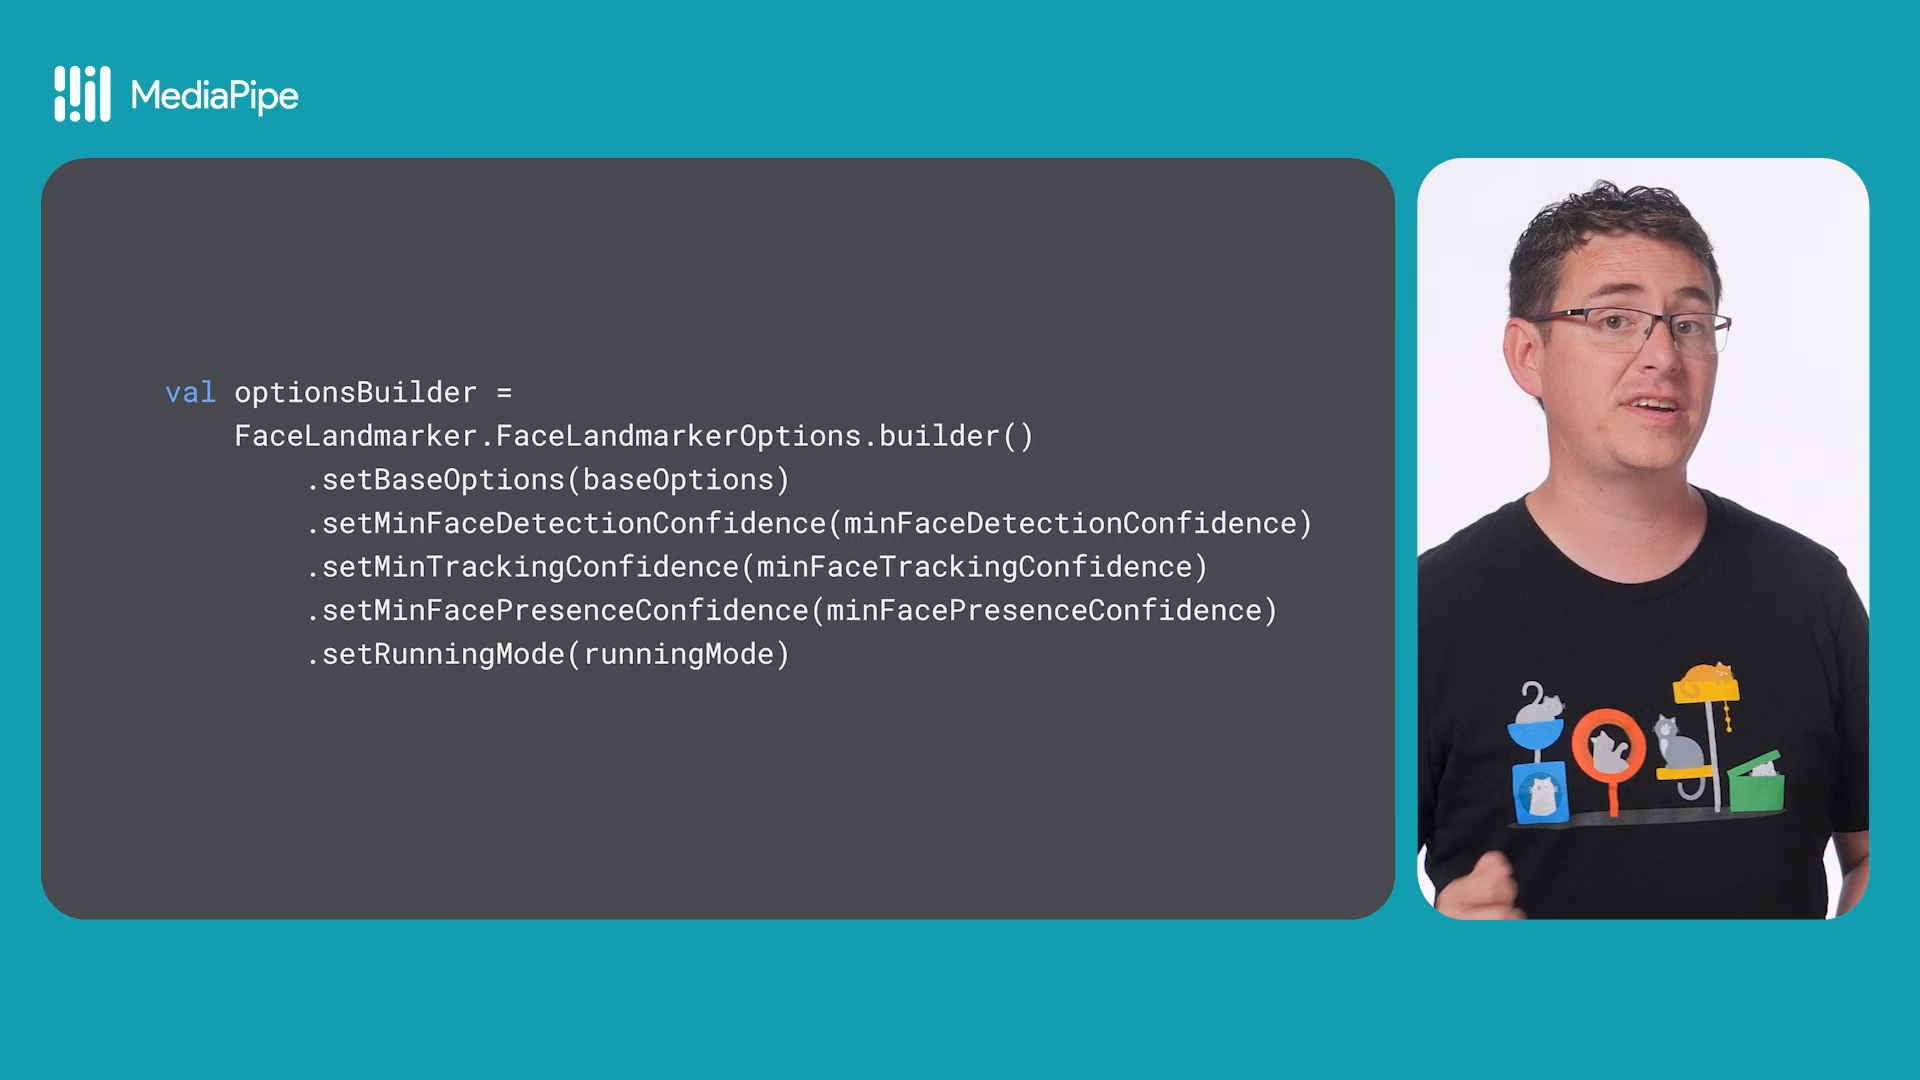 MediaPipe
val optionsBuilder =
FaceLandmarker.FaceLandmarkerOptions.builder()
.setBaseOptions(baseOptions)
.setMinFaceDetectionConfidence(minFaceDetectionConfidence)
.setMinTrackingConfidence(minFaceTrackingConfidence)
.setMinFacePresenceConfidence(minFacePresenceConfidence)
.setRunningMode(runningMode)